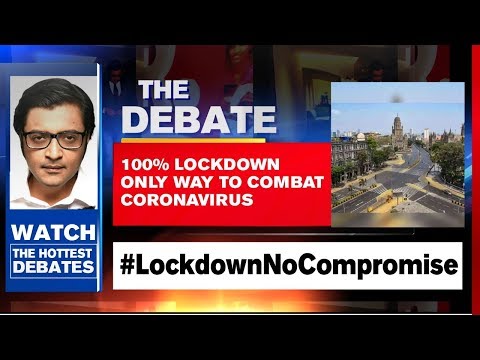 THE
DEBATE
100% LOCKDOWN
ONLY WAY TO COMBAT
CORONAVIRUS
WATCH
THE HOTTEST
DEBATES
#LockdownNoCompromise